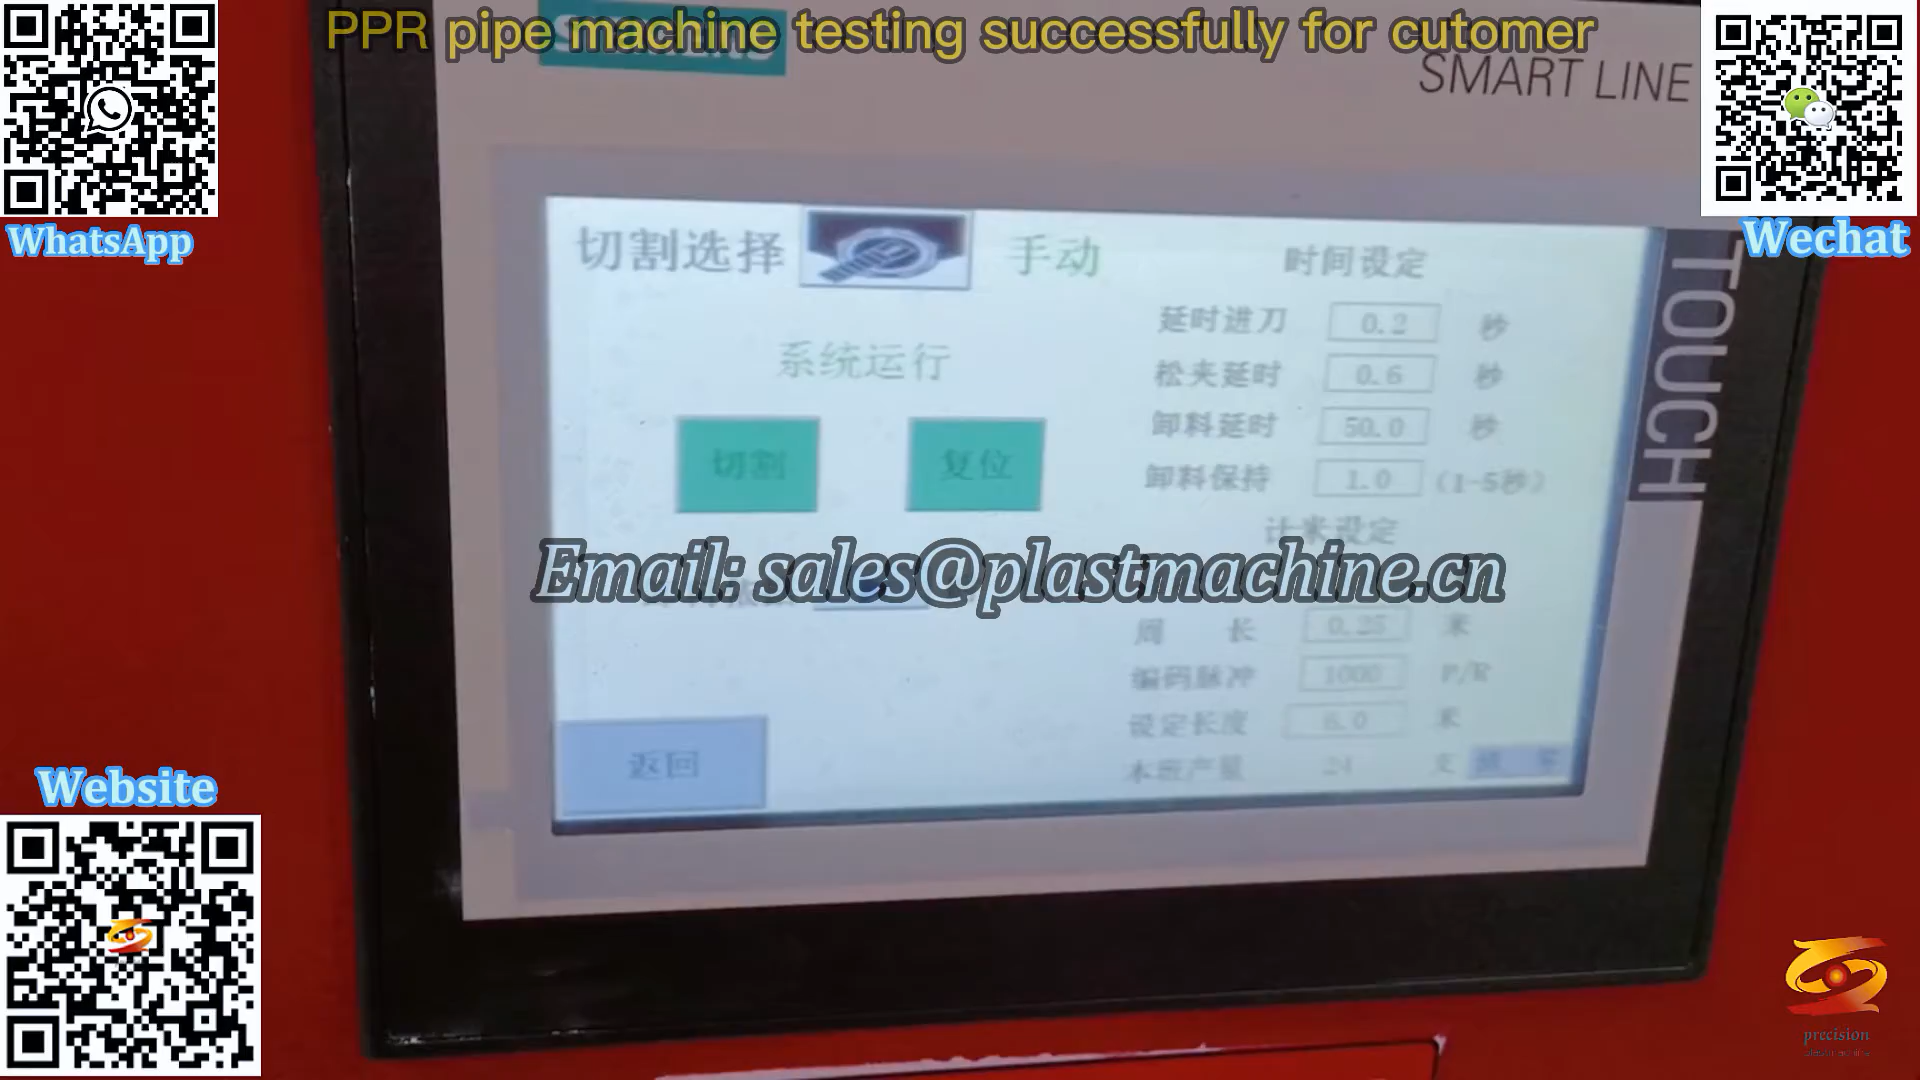 PPR pipe machine testing successfully for cutomer
SIEMENS
SMART LINE
TOUCH
WhatsApp
Wechat
切割选择
手动
时间设定
延时进刀 0.2 秒
系统运行
松夹延时 0.6 秒
卸料延时 50.0 秒
切割
复位
卸料保持 1.0 (1-5秒)
计米设定
Email: sales@plastmachine.cn
周 长 0.25 米
编码脉冲 1000 P/R
设定长度 6.0 米
返回
本班产量 24 支
Website
precision